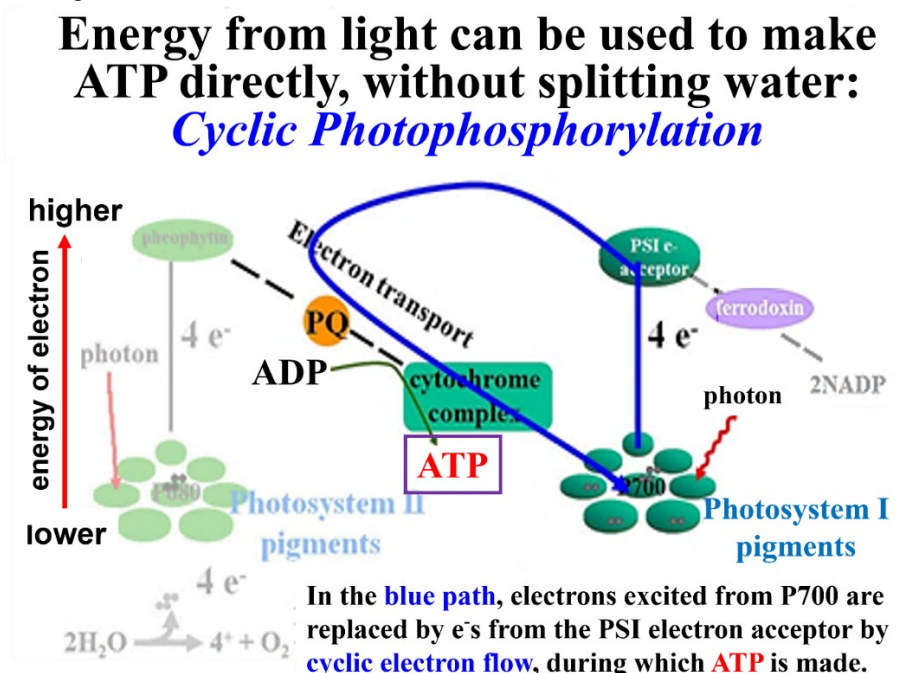 Energy from light can be used to make
ATP directly, without splitting water:
Cyclic Photophosphorylation
higher
energy of electron
lower
pheophytin
4 e-
photon
P680
Photosystem II
pigments
4 e-
2H₂O
4⁺ + O₂
Electron transport
PQ
ADP
cytochrome
complex
ATP
PSI e-
acceptor
4 e-
ferrodoxin
2NADP
photon
P700
Photosystem I
pigments
In the blue path, electrons excited from P700 are
replaced by e-s from the PSI electron acceptor by
cyclic electron flow, during which ATP is made.